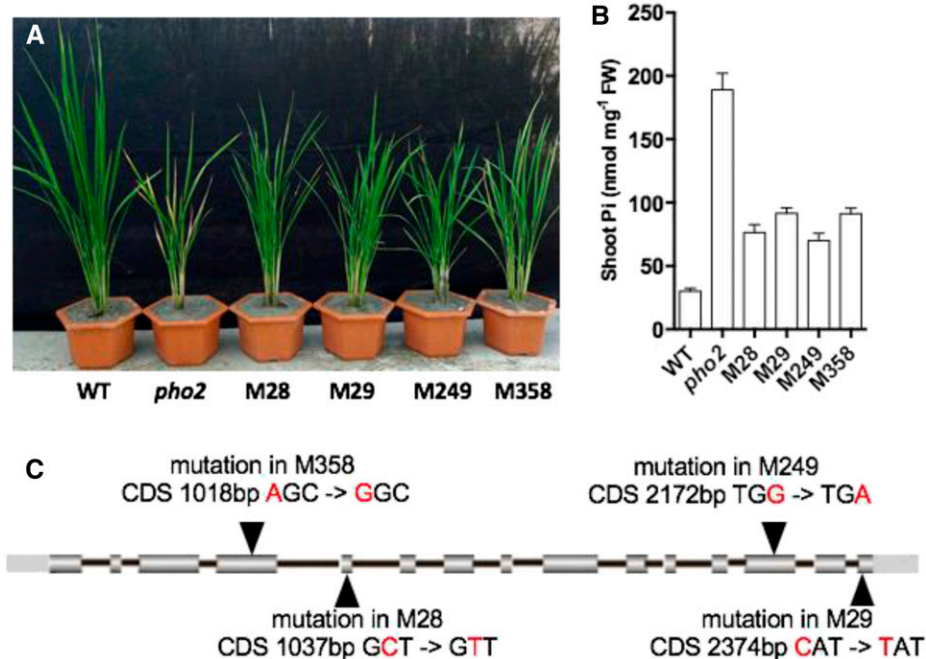 A
WT pho2 M28 M29 M249 M358
B
Shoot Pi (nmol mg-1 FW)
250
200
150
100
50
0
WT
pho2
M28
M29
M249
M358
C
mutation in M358
CDS 1018bp AGC -> GGC
mutation in M249
CDS 2172bp TGG -> TGA
mutation in M28
CDS 1037bp GCT -> GTT
mutation in M29
CDS 2374bp CAT -> TAT